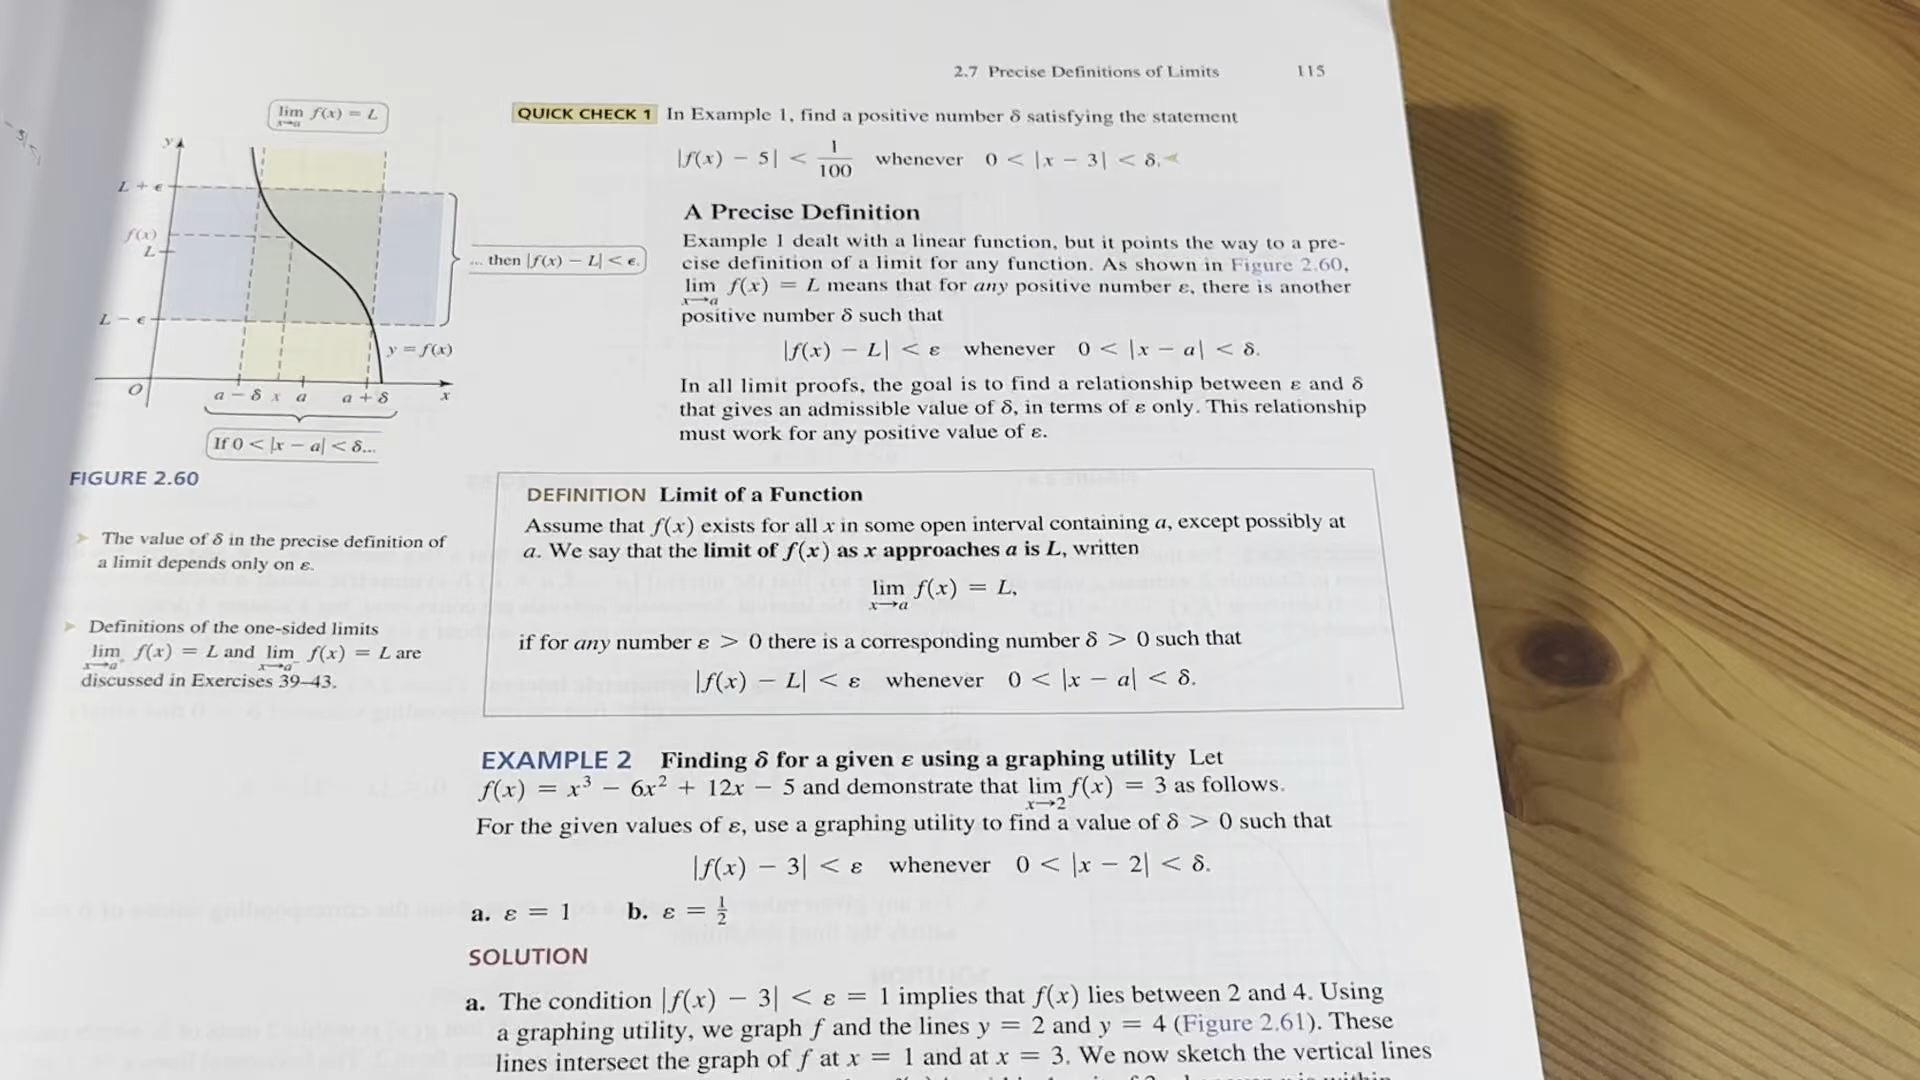 2.7 Precise Definitions of Limits 115
lim f(x) = L
x→a
y
L + ϵ
f(x)
L
L − ϵ
... then |f(x) − L| < ϵ.
y = f(x)
O
a − δ x a a + δ x
If 0 < |x − a| < δ...
FIGURE 2.60
➤ The value of δ in the precise definition of
a limit depends only on ε.
➤ Definitions of the one-sided limits
lim f(x) = L and lim f(x) = L are
x→a⁻ x→a⁻
discussed in Exercises 39–43.
QUICK CHECK 1 In Example 1, find a positive number δ satisfying the statement
|f(x) − 5| < 1/100 whenever 0 < |x − 3| < δ.
A Precise Definition
Example 1 dealt with a linear function, but it points the way to a pre-
cise definition of a limit for any function. As shown in Figure 2.60,
lim f(x) = L means that for any positive number ε, there is another
x→a
positive number δ such that
|f(x) − L| < ε whenever 0 < |x − a| < δ.
In all limit proofs, the goal is to find a relationship between ε and δ
that gives an admissible value of δ, in terms of ε only. This relationship
must work for any positive value of ε.
DEFINITION Limit of a Function
Assume that f(x) exists for all x in some open interval containing a, except possibly at
a. We say that the limit of f(x) as x approaches a is L, written
lim f(x) = L,
x→a
if for any number ε > 0 there is a corresponding number δ > 0 such that
|f(x) − L| < ε whenever 0 < |x − a| < δ.
EXAMPLE 2 Finding δ for a given ε using a graphing utility Let
f(x) = x³ − 6x² + 12x − 5 and demonstrate that lim f(x) = 3 as follows.
x→2
For the given values of ε, use a graphing utility to find a value of δ > 0 such that
|f(x) − 3| < ε whenever 0 < |x − 2| < δ.
a. ε = 1 b. ε = 1/2
SOLUTION
a. The condition |f(x) − 3| < ε = 1 implies that f(x) lies between 2 and 4. Using
a graphing utility, we graph f and the lines y = 2 and y = 4 (Figure 2.61). These
lines intersect the graph of f at x = 1 and at x = 3. We now sketch the vertical lines